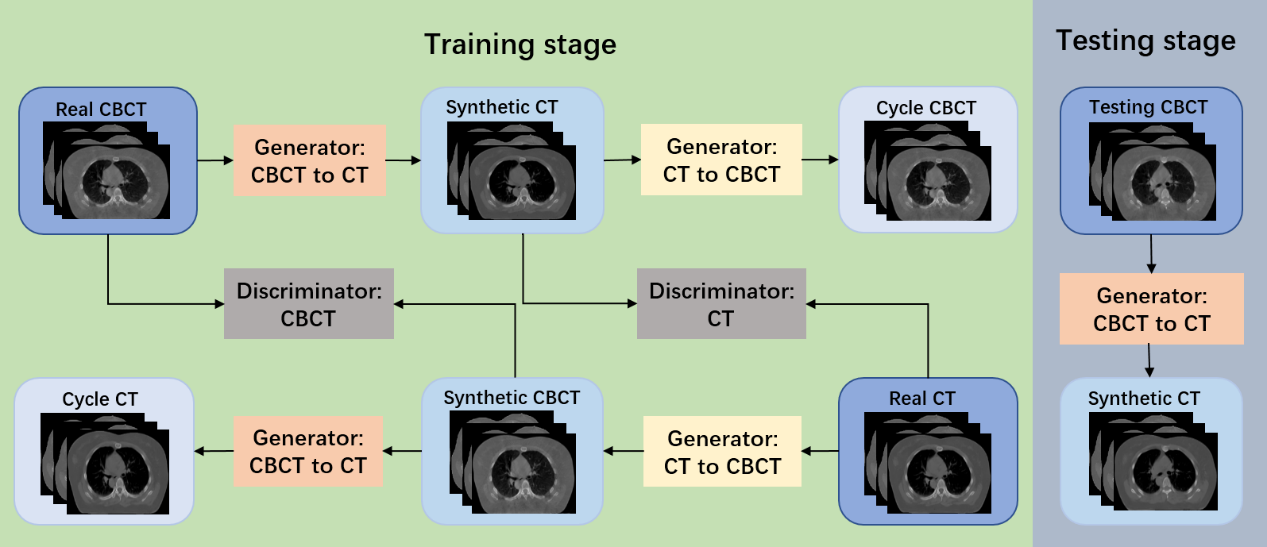 Training stage
Testing stage
Real CBCT
Generator:
CBCT to CT
Synthetic CT
Generator:
CT to CBCT
Cycle CBCT
Testing CBCT
Discriminator:
CBCT
Discriminator:
CT
Generator:
CBCT to CT
Cycle CT
Generator:
CBCT to CT
Synthetic CBCT
Generator:
CT to CBCT
Real CT
Synthetic CT